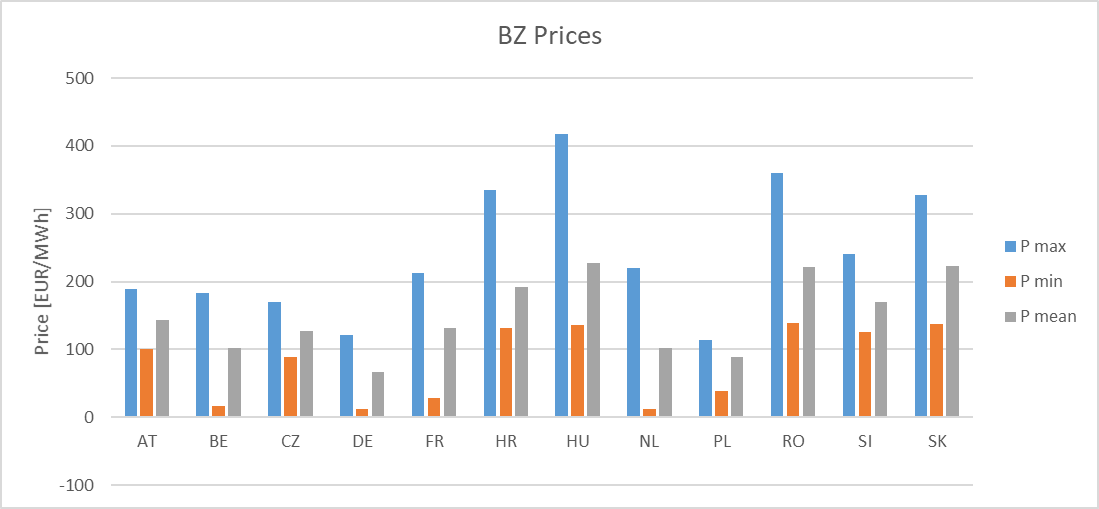 BZ Prices
Price [EUR/MWh]
500
400
300
200
100
0
-100
AT BE CZ DE FR HR HU NL PL RO SI SK
P max
P min
P mean